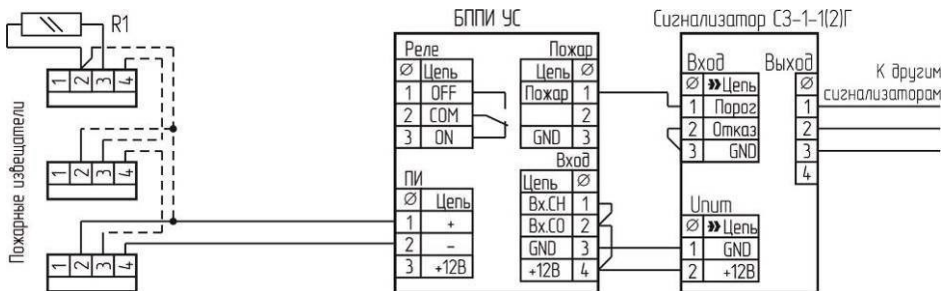 R1
1 2 3 4
1 2 3 4
1 2 3 4
Пожарные извещатели
БППИ УС
Реле
Ø Цепь
1 OFF
2 COM
3 ON
ПИ
Ø Цепь
1 +
2 –
3 +12В
Пожар
Цепь Ø
Пожар 1
2
GND 3
Вход
Цепь Ø
Вх.СН 1
Вх.СО 2
GND 3
+12В 4
Сигнализатор СЗ-1-1(2)Г
Вход
Ø Цепь
1 Порог
2 Отказ
3 GND
Uпит
Ø Цепь
1 GND
2 +12В
Выход
Ø
1
2
3
4
К другим
сигнализаторам